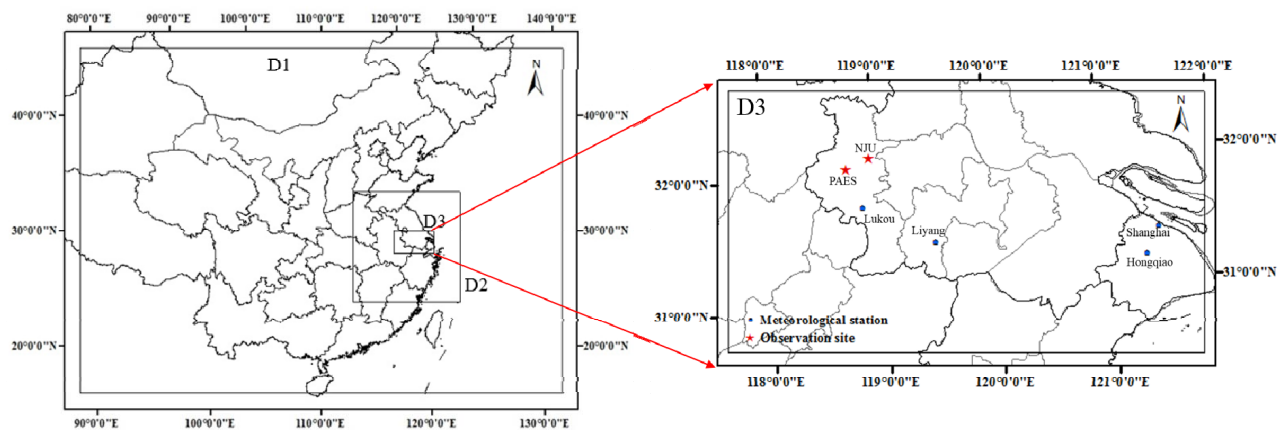 80°0'0"E 90°0'0"E 100°0'0"E 110°0'0"E 120°0'0"E 130°0'0"E 140°0'0"E
D1
N
40°0'0"N 40°0'0"N
D3
30°0'0"N 30°0'0"N
D2
20°0'0"N 20°0'0"N
90°0'0"E 100°0'0"E 110°0'0"E 120°0'0"E 130°0'0"E
118°0'0"E 119°0'0"E 120°0'0"E 121°0'0"E 122°0'0"E
D3
N
32°0'0"N
NJU
PAES
32°0'0"N
Lukou
Liyang
Shanghai
Hongqiao
31°0'0"N
31°0'0"N
Meteorological station
Observation site
118°0'0"E 119°0'0"E 120°0'0"E 121°0'0"E